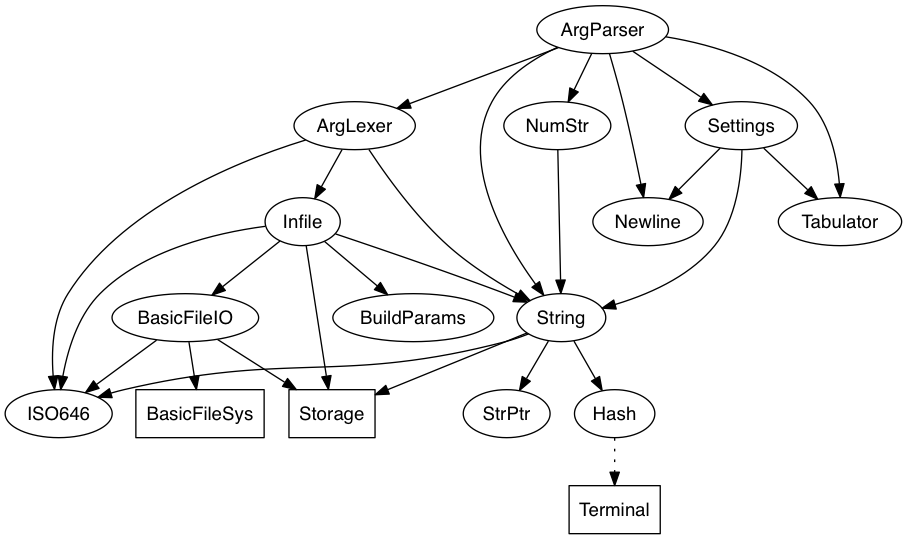 ArgParser
ArgLexer
NumStr
Settings
Infile
Newline
Tabulator
BasicFileIO
BuildParams
String
ISO646
BasicFileSys
Storage
StrPtr
Hash
Terminal